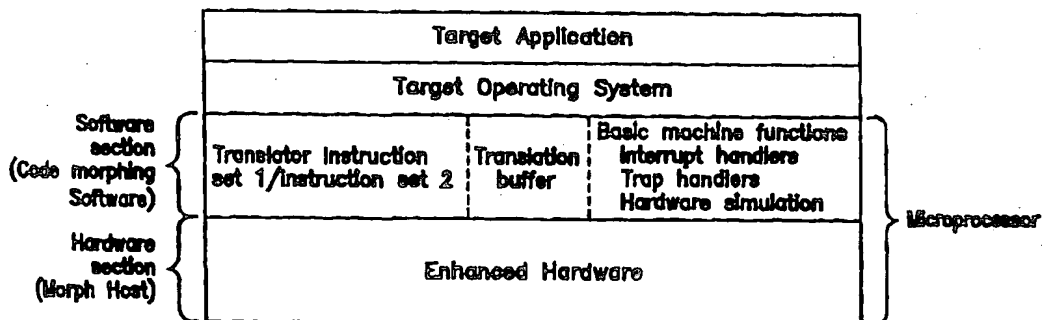 Target Application
Target Operating System
Software
section
(Code morphing
Software)
Translator Instruction
set 1/instruction set 2
Translation
buffer
Basic machine functions
Interrupt handlers
Trap handlers
Hardware simulation
Microprocessor
Hardware
section
(Morph Host)
Enhanced Hardware